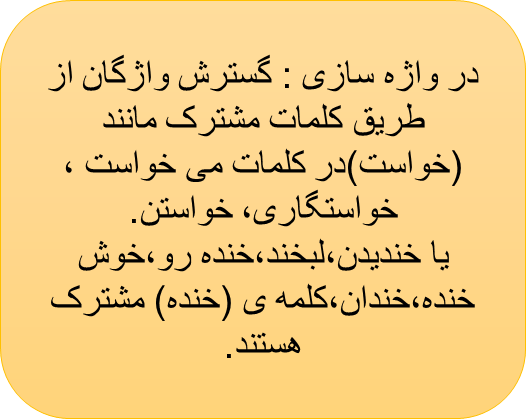 در واژه سازی : گسترش واژگان از
طریق کلمات مشترک مانند
(خواست)در کلمات می خواست ،
خواستگاری، خواستن.
یا خندیدن،لبخند،خنده رو،خوش
خنده،خندان،کلمه ی (خنده) مشترک
هستند.